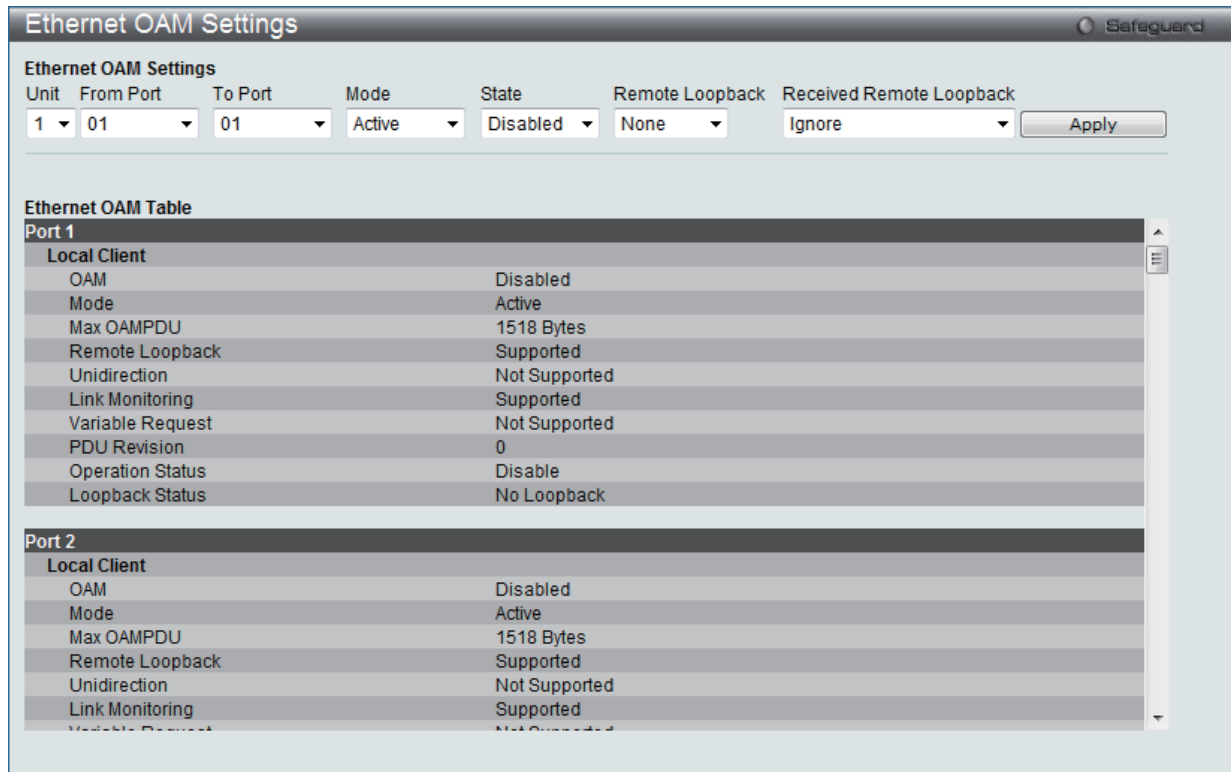 Ethernet OAM Settings
Safeguard
Ethernet OAM Settings
Unit From Port To Port Mode State Remote Loopback Received Remote Loopback
1 01 01 Active Disabled None Ignore Apply
Ethernet OAM Table
Port 1
Local Client
OAM Disabled
Mode Active
Max OAMPDU 1518 Bytes
Remote Loopback Supported
Unidirection Not Supported
Link Monitoring Supported
Variable Request Not Supported
PDU Revision 0
Operation Status Disable
Loopback Status No Loopback
Port 2
Local Client
OAM Disabled
Mode Active
Max OAMPDU 1518 Bytes
Remote Loopback Supported
Unidirection Not Supported
Link Monitoring Supported
Variable Request Not Supported